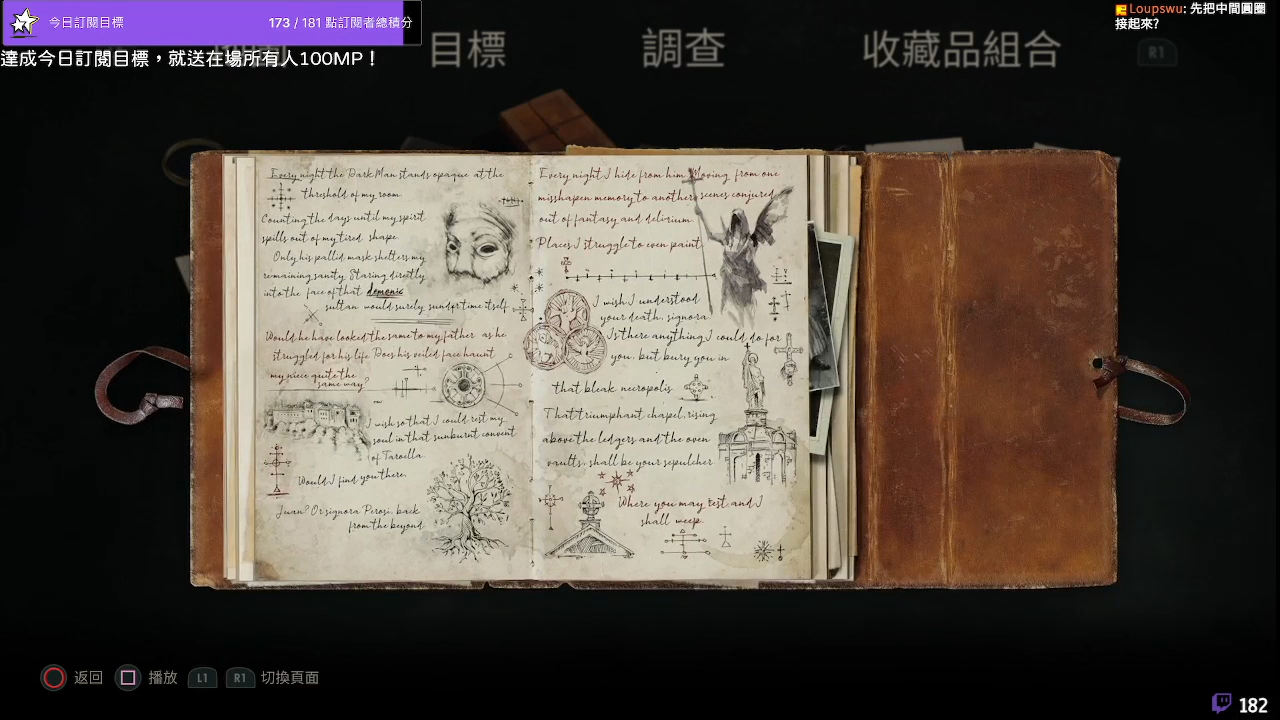 今日訂閱目標
173 / 181 點訂閱者總積分
達成今日訂閱目標，就送在場所有人100MP！
Loupswu: 先把中間圓圈
接起來?
目標
調查
收藏品組合
R1
Every night the Dark Man stands opaque at the
threshold of my room.
Counting the days until my spirit
spills out of my tired shape.
Only his pallid mask shelters my
remaining sanity. Staring directly
into the face of that demonic
sultan would surely sunder time itself.
Would he have looked the same to my father as he
struggled for his life. Does his veiled face haunt
my niece quite the
same way?
I wish so that I could rest my
soul in that sunburnt convent
of Taroella.
Would I find you there,
Juan? Or signora Perosi, back
from the beyond
Every night I hide from him. Moving from one
misshapen memory to another, scenes conjured
out of fantasy and delirium.
Places I struggle to even paint.
I wish I understood
your death, signora
Is there anything I could do for
you, but bury you in
that bleak necropolis.
That triumphant chapel, rising
above the ledgers and the oven
vaults, shall be your sepulcher.
Where you may rest and I
shall weep.
返回
播放
L1
R1
切換頁面
182